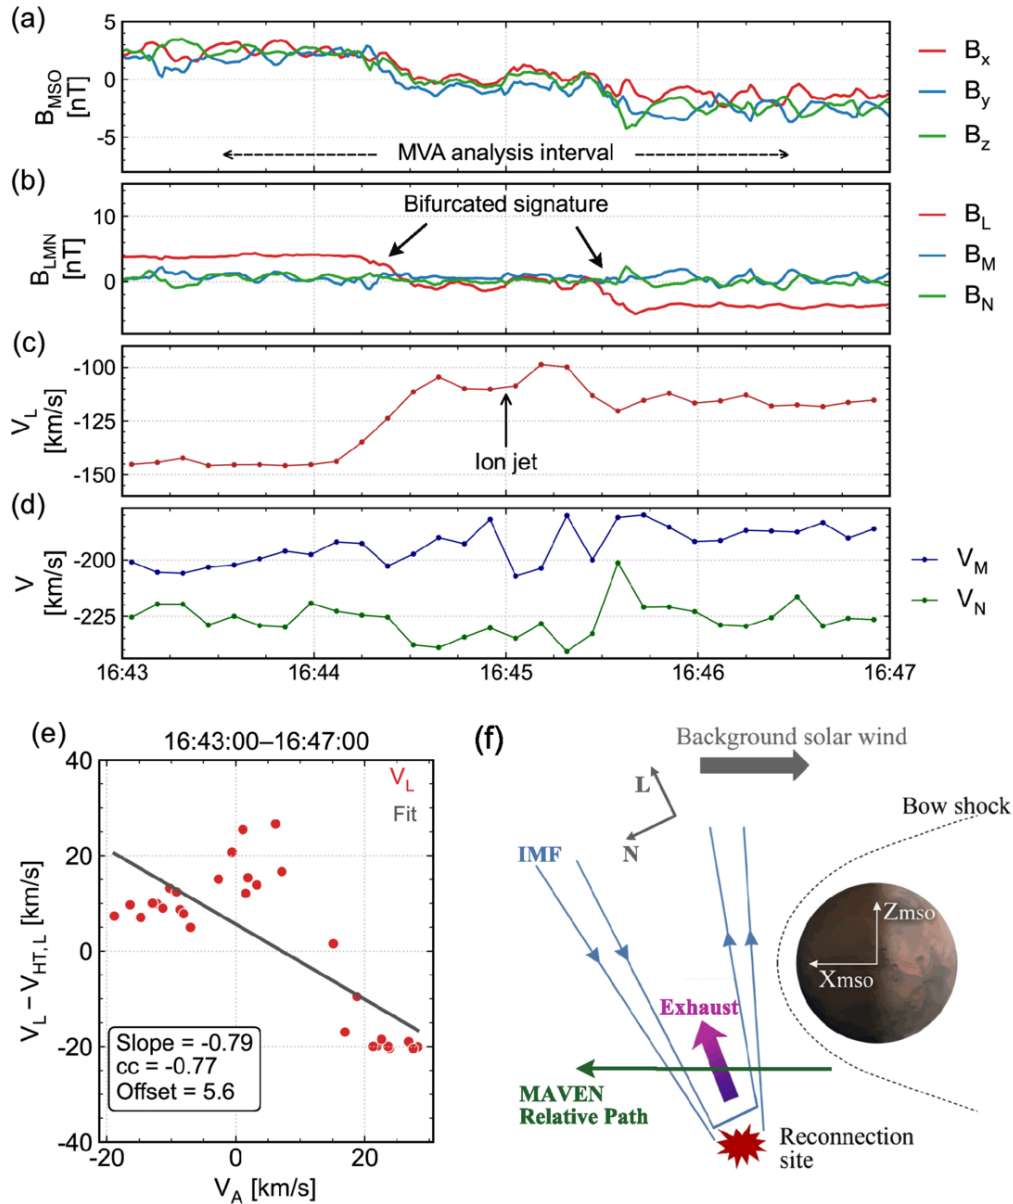 (a)
5
0
-5
B_MSO
[nT]
MVA analysis interval
B_x
B_y
B_z
(b)
10
0
B_LMN
[nT]
Bifurcated signature
B_L
B_M
B_N
(c)
-100
-125
-150
V_L
[km/s]
Ion jet
(d)
-200
-225
V
[km/s]
V_M
V_N
16:43
16:44
16:45
16:46
16:47
(e)
16:43:00–16:47:00
40
20
0
-20
-40
V_L – V_HT,L [km/s]
V_L
Fit
Slope = -0.79
cc = -0.77
Offset = 5.6
-20
0
20
V_A [km/s]
(f)
Background solar wind
L
N
IMF
Bow shock
Zmso
Xmso
Exhaust
MAVEN
Relative Path
Reconnection
site